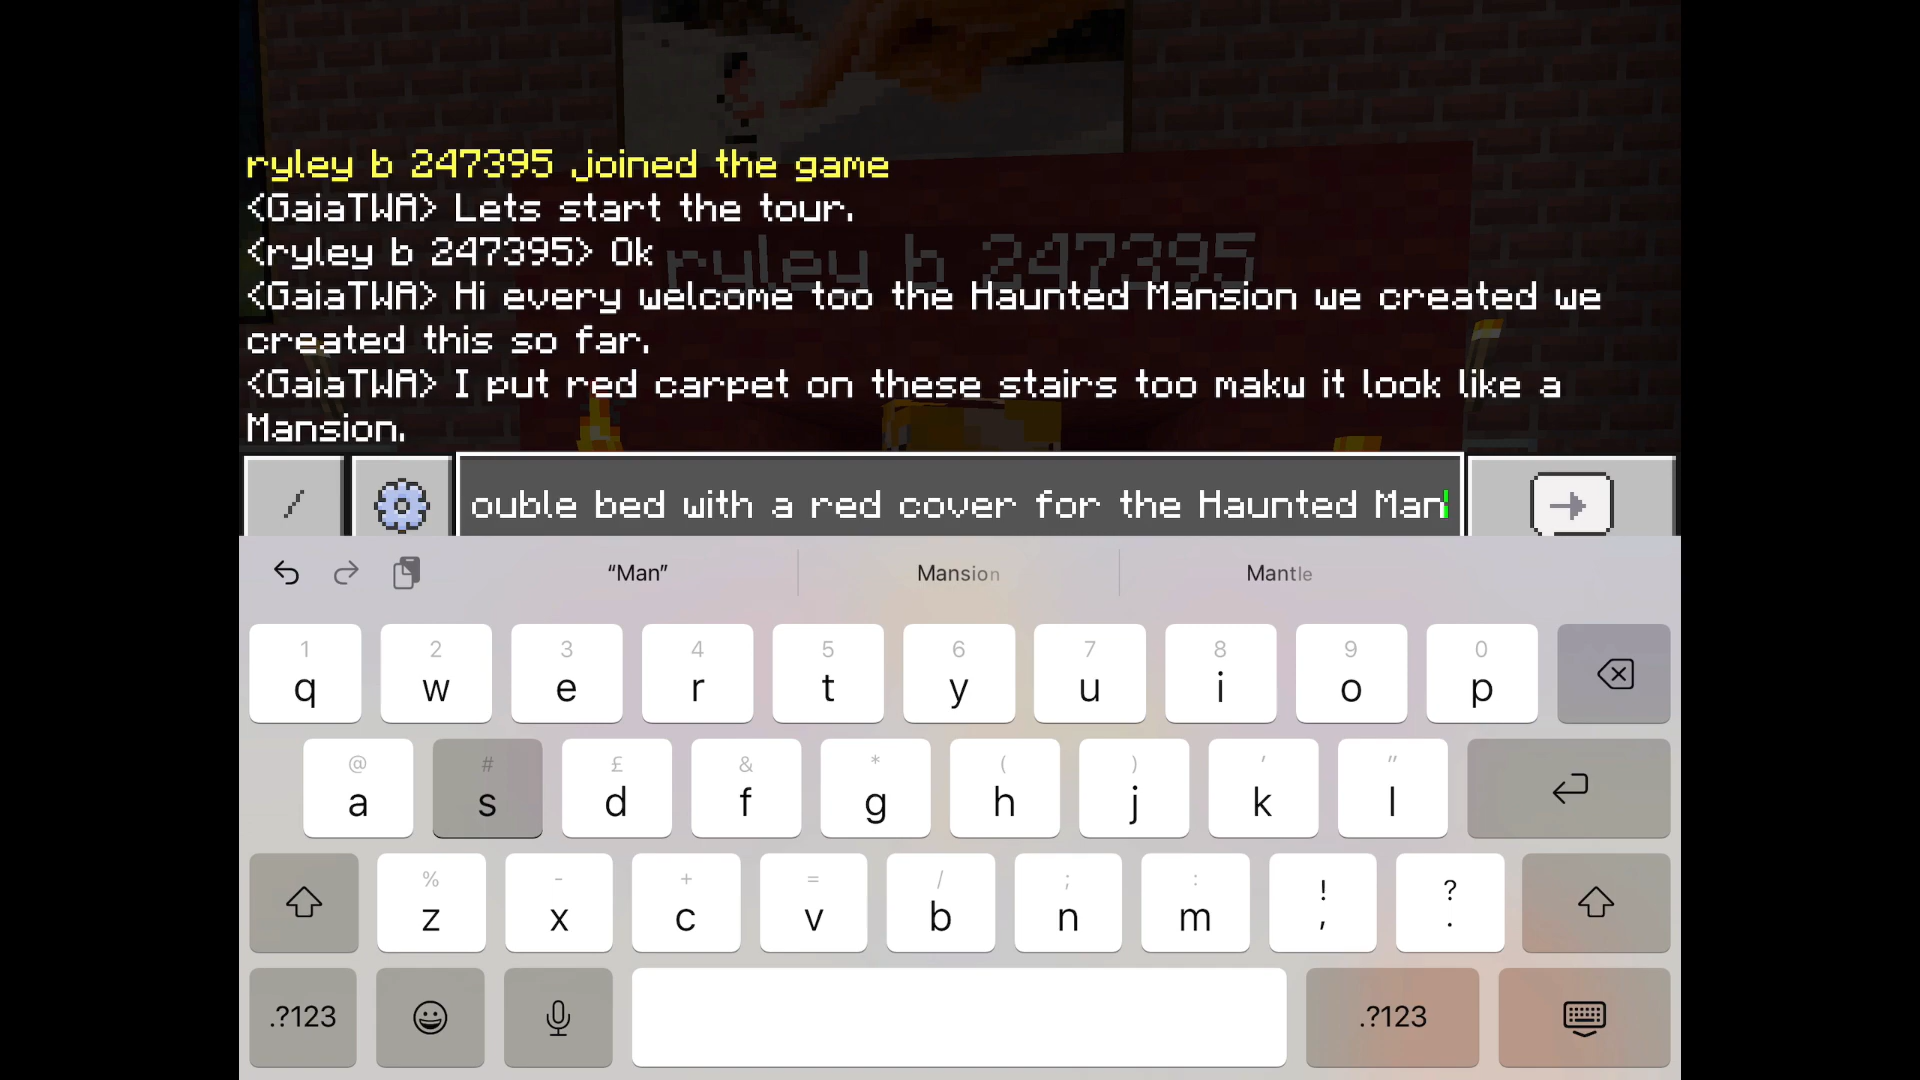 ryley b 247395 joined the game
<GaiaTWA> Lets start the tour.
<ryley b 247395> Ok
ryley b 247395
<GaiaTWA> Hi every welcome too the Haunted Mansion we created we
created this so far.
<GaiaTWA> I put red carpet on these stairs too makw it look like a
Mansion.
/ ouble bed with a red cover for the Haunted Man
“Man” Mansion Mantle
1 2 3 4 5 6 7 8 9 0
q w e r t y u i o p
@ # £ & * ( ) ' "
a s d f g h j k l
% - + = / ; : ! ?
z x c v b n m , .
.?123 .?123